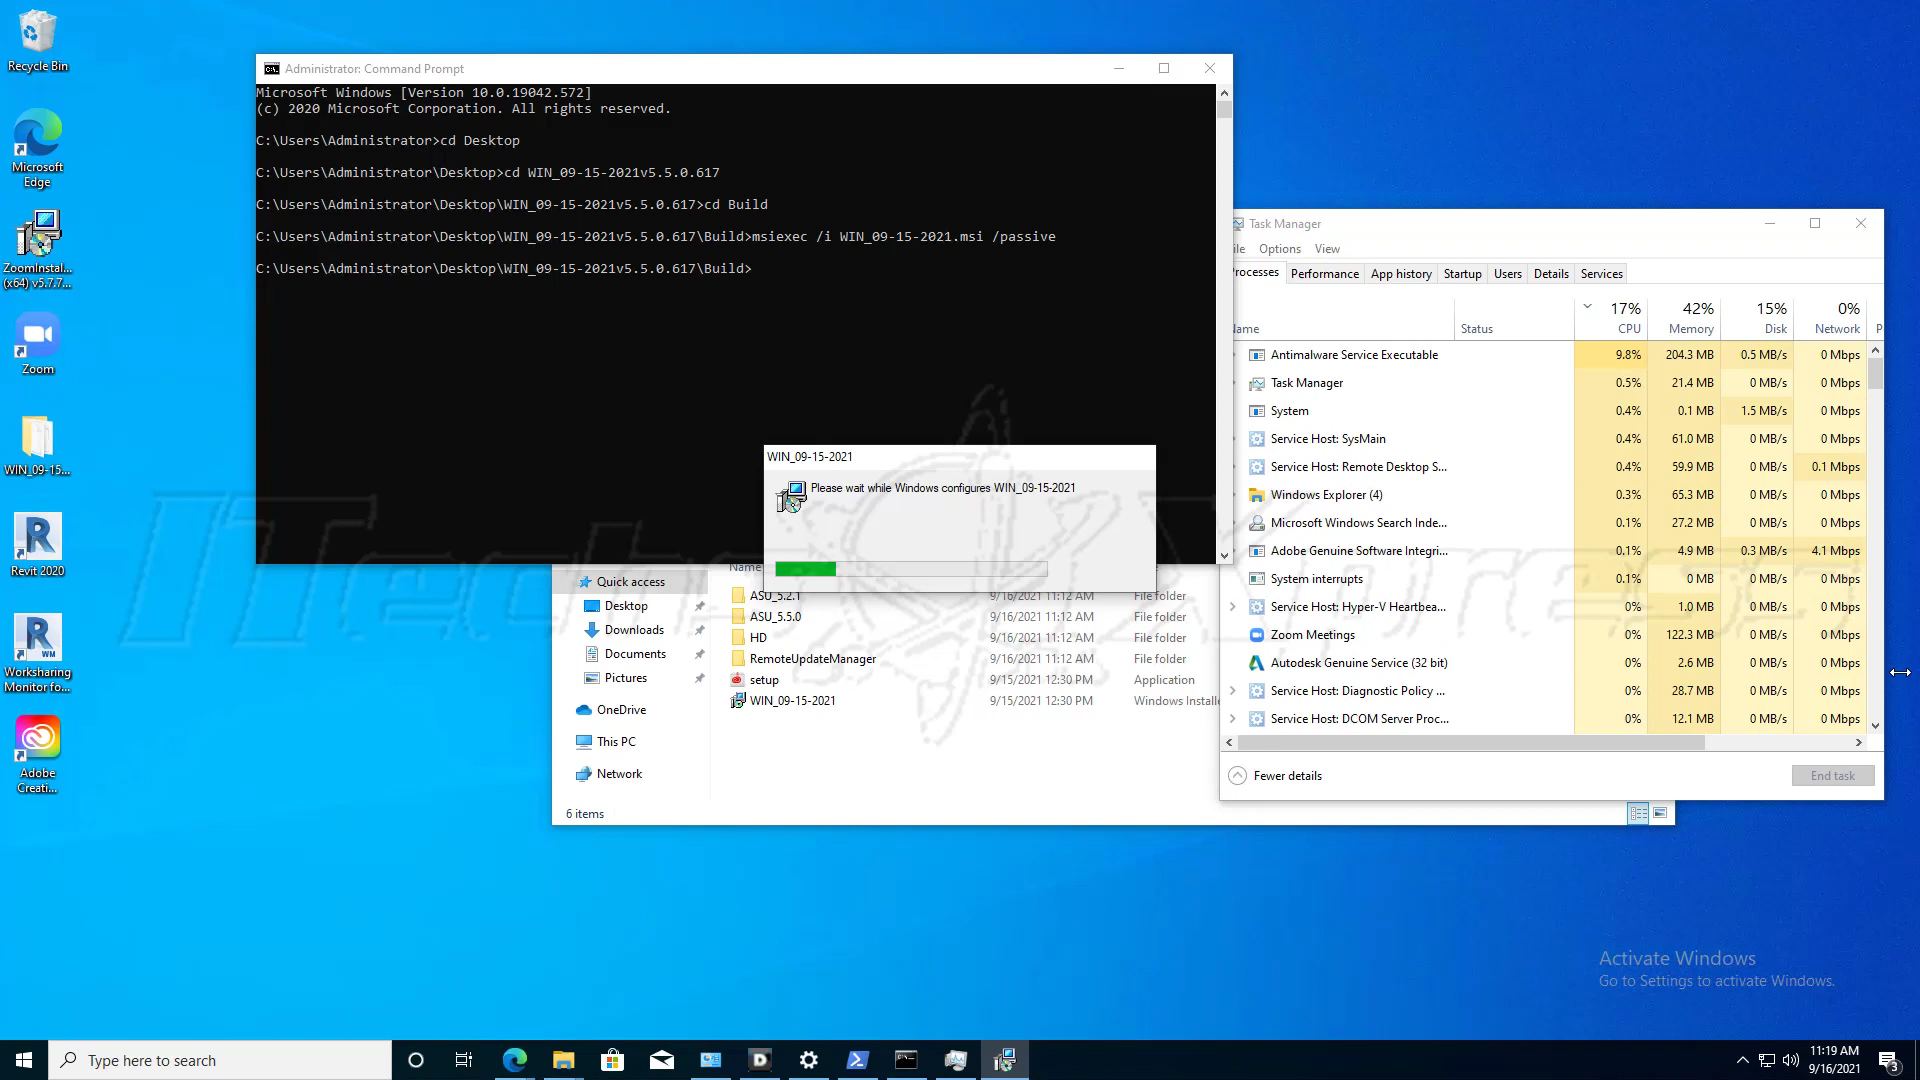 Recycle Bin
Microsoft
Edge
ZoomInstal...
(x64) v5.7.7...
Zoom
WIN_09-15...
Revit 2020
Worksharing
Monitor fo...
Adobe
Creati...
Administrator: Command Prompt
Microsoft Windows [Version 10.0.19042.572]
(c) 2020 Microsoft Corporation. All rights reserved.
C:\Users\Administrator>cd Desktop
C:\Users\Administrator\Desktop>cd WIN_09-15-2021v5.5.0.617
C:\Users\Administrator\Desktop\WIN_09-15-2021v5.5.0.617>cd Build
C:\Users\Administrator\Desktop\WIN_09-15-2021v5.5.0.617\Build>msiexec /i WIN_09-15-2021.msi /passive
C:\Users\Administrator\Desktop\WIN_09-15-2021v5.5.0.617\Build>
WIN_09-15-2021
Please wait while Windows configures WIN_09-15-2021
Quick access
Desktop
Downloads
Documents
Pictures
OneDrive
This PC
Network
6 items
Name
ASU_5.2.1 9/16/2021 11:12 AM File folder
ASU_5.5.0 9/16/2021 11:12 AM File folder
HD 9/16/2021 11:12 AM File folder
RemoteUpdateManager 9/16/2021 11:12 AM File folder
setup 9/15/2021 12:30 PM Application
WIN_09-15-2021 9/15/2021 12:30 PM Windows Installe
Task Manager
ile Options View
rocesses Performance App history Startup Users Details Services
17% 42% 15% 0%
lame Status CPU Memory Disk Network P
Antimalware Service Executable 9.8% 204.3 MB 0.5 MB/s 0 Mbps
Task Manager 0.5% 21.4 MB 0 MB/s 0 Mbps
System 0.4% 0.1 MB 1.5 MB/s 0 Mbps
Service Host: SysMain 0.4% 61.0 MB 0 MB/s 0 Mbps
Service Host: Remote Desktop S... 0.4% 59.9 MB 0 MB/s 0.1 Mbps
Windows Explorer (4) 0.3% 65.3 MB 0 MB/s 0 Mbps
Microsoft Windows Search Inde... 0.1% 27.2 MB 0 MB/s 0 Mbps
Adobe Genuine Software Integri... 0.1% 4.9 MB 0.3 MB/s 4.1 Mbps
System interrupts 0.1% 0 MB 0 MB/s 0 Mbps
Service Host: Hyper-V Heartbea... 0% 1.0 MB 0 MB/s 0 Mbps
Zoom Meetings 0% 122.3 MB 0 MB/s 0 Mbps
Autodesk Genuine Service (32 bit) 0% 2.6 MB 0 MB/s 0 Mbps
Service Host: Diagnostic Policy ... 0% 28.7 MB 0 MB/s 0 Mbps
Service Host: DCOM Server Proc... 0% 12.1 MB 0 MB/s 0 Mbps
Fewer details End task
Activate Windows
Go to Settings to activate Windows.
Type here to search
11:19 AM
9/16/2021
3